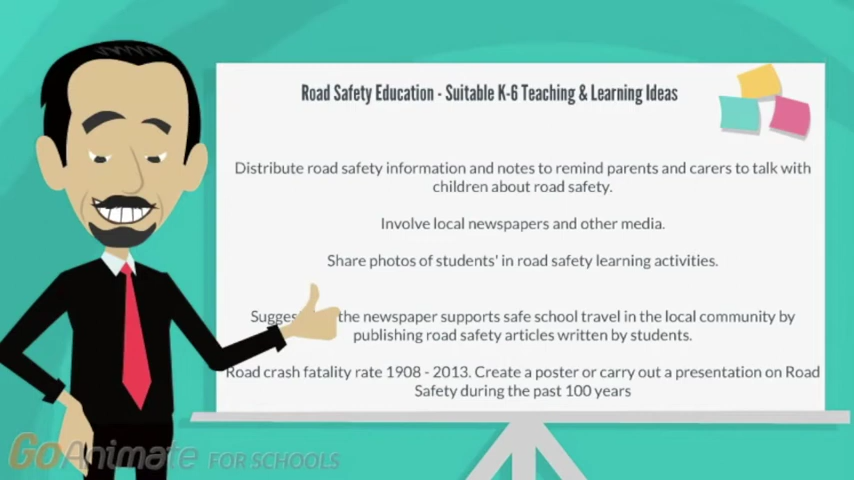 Road Safety Education - Suitable K-6 Teaching & Learning Ideas
Distribute road safety information and notes to remind parents and carers to talk with
children about road safety.
Involve local newspapers and other media.
Share photos of students' in road safety learning activities.
the newspaper supports safe school travel in the local community by
publishing road safety articles written by students.
Road crash fatality rate 1908 - 2013. Create a poster or carry out a presentation on Road
Safety during the past 100 years
GoAnimate FOR SCHOOLS